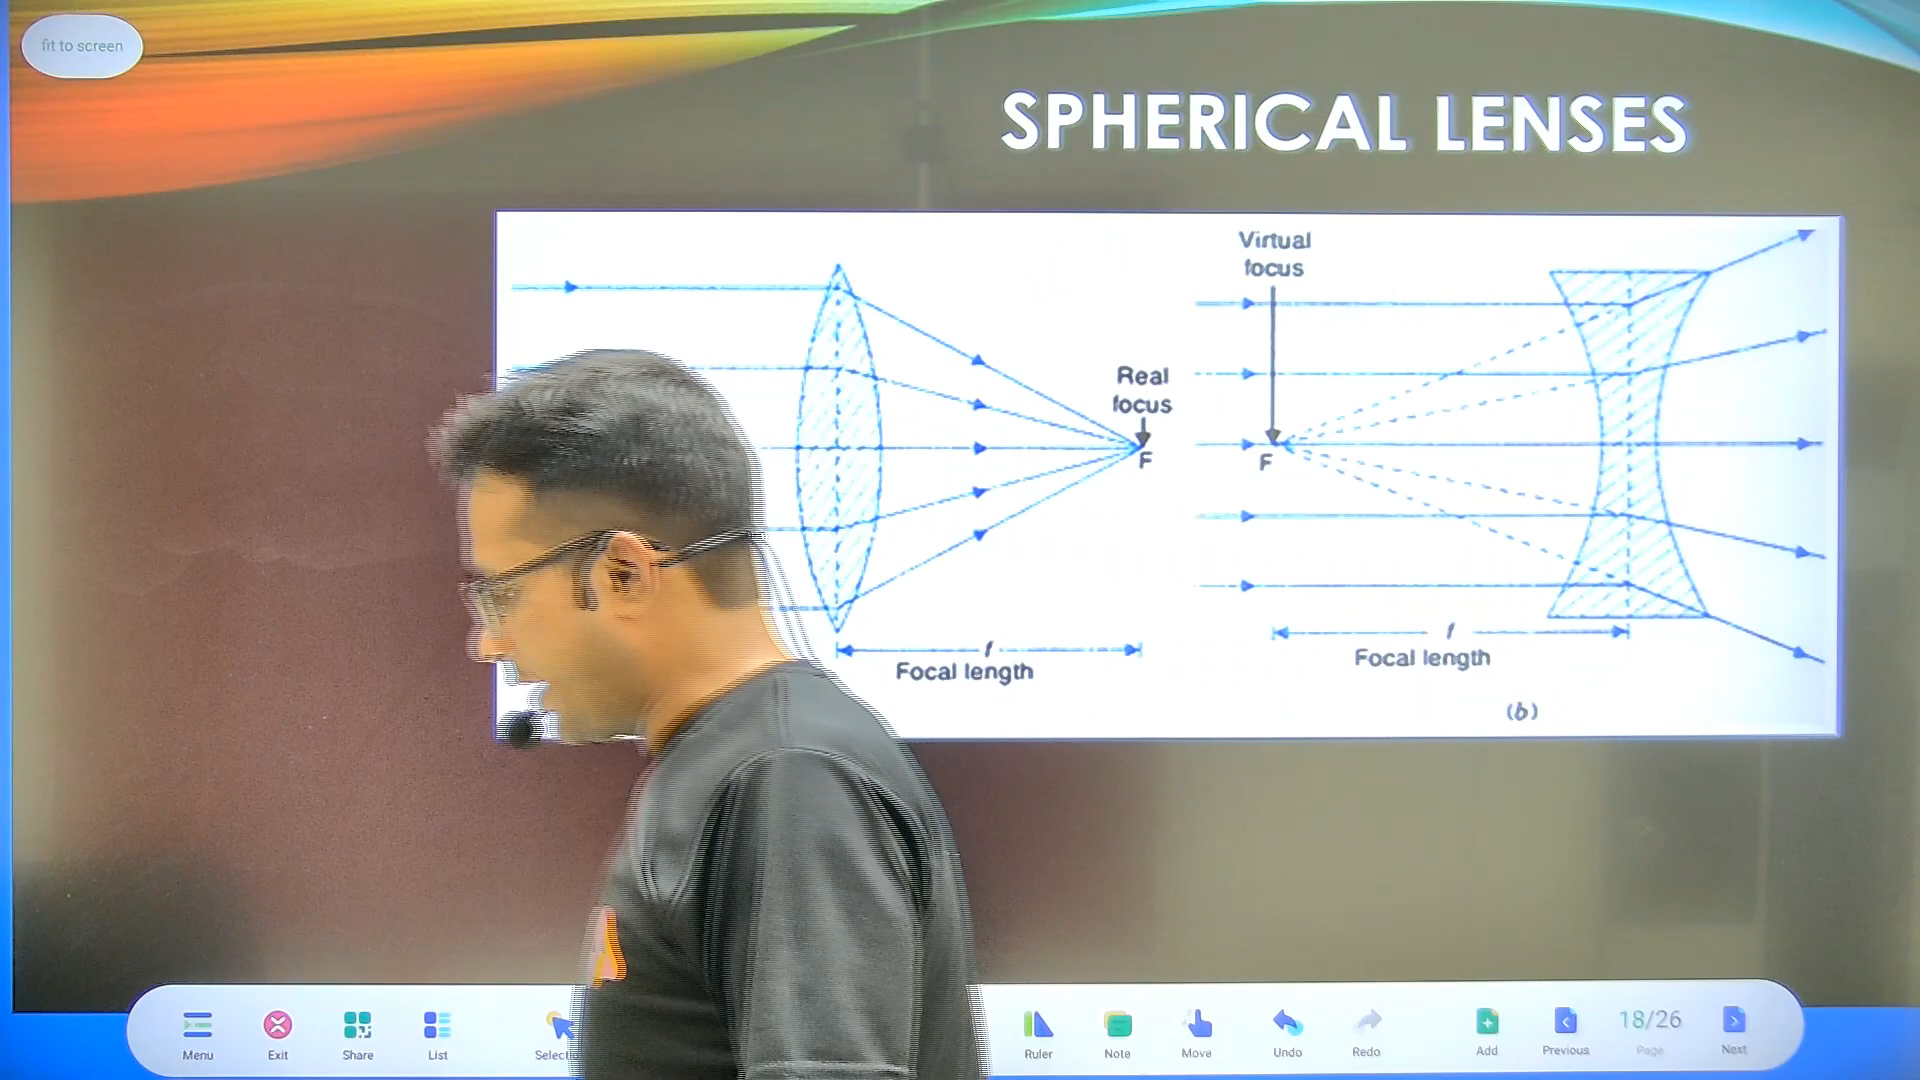 fit to screen
SPHERICAL LENSES
Virtual
focus
Real
focus
F
F
f
Focal length
f
Focal length
(b)
Menu
Exit
Share
List
Ruler
Note
Move
Undo
Redo
Add
Previous
18/26
Page
Next